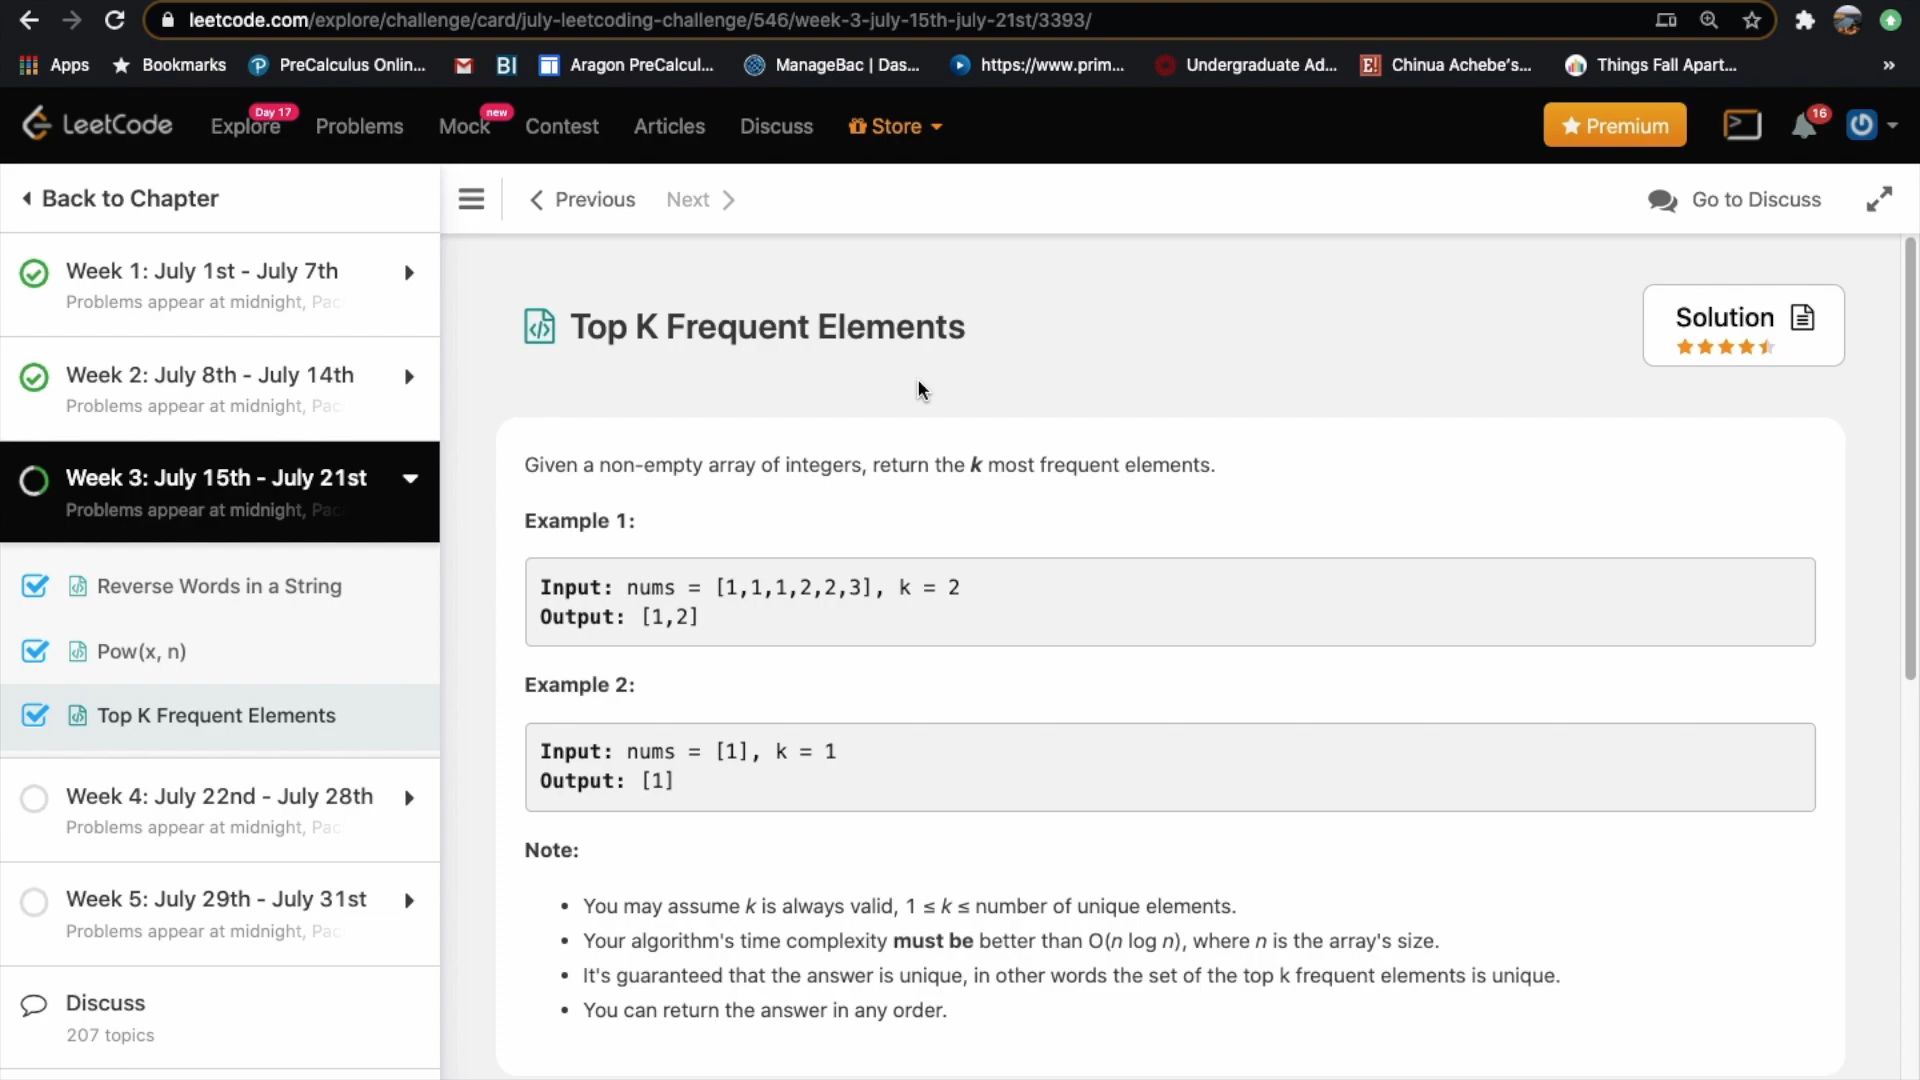 leetcode.com/explore/challenge/card/july-leetcoding-challenge/546/week-3-july-15th-july-21st/3393/
Apps Bookmarks PreCalculus Onlin... BI Aragon PreCalcul... ManageBac | Das... https://www.prim... Undergraduate Ad... E! Chinua Achebe's... Things Fall Apart... »
LeetCode Explore Day 17 Problems Mock new Contest Articles Discuss Store Premium 16
Back to Chapter
Previous Next Go to Discuss
Week 1: July 1st - July 7th
Problems appear at midnight, Pac
Week 2: July 8th - July 14th
Problems appear at midnight, Pac
Week 3: July 15th - July 21st
Problems appear at midnight, Pac
Reverse Words in a String
Pow(x, n)
Top K Frequent Elements
Week 4: July 22nd - July 28th
Problems appear at midnight, Pac
Week 5: July 29th - July 31st
Problems appear at midnight, Pac
Discuss
207 topics
Top K Frequent Elements
Solution
Given a non-empty array of integers, return the k most frequent elements.
Example 1:
Input: nums = [1,1,1,2,2,3], k = 2
Output: [1,2]
Example 2:
Input: nums = [1], k = 1
Output: [1]
Note:
• You may assume k is always valid, 1 ≤ k ≤ number of unique elements.
• Your algorithm's time complexity must be better than O(n log n), where n is the array's size.
• It's guaranteed that the answer is unique, in other words the set of the top k frequent elements is unique.
• You can return the answer in any order.